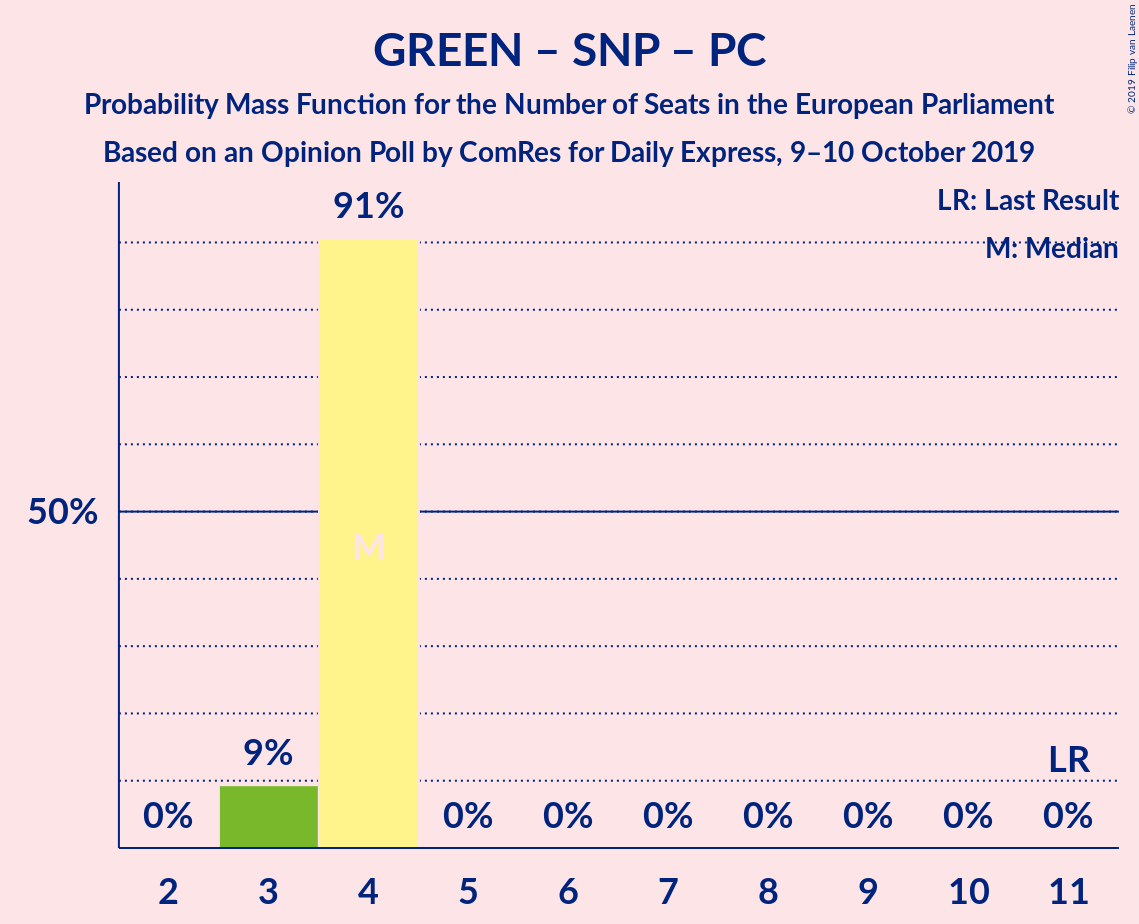 GREEN – SNP – PC
Probability Mass Function for the Number of Seats in the European Parliament
Based on an Opinion Poll by ComRes for Daily Express, 9–10 October 2019
© 2019 Filip van Laenen
LR: Last Result
M: Median
91%
50%
M
9%
LR
0%
0%
0%
0%
0%
0%
0%
0%
2 3 4 5 6 7 8 9 10 11